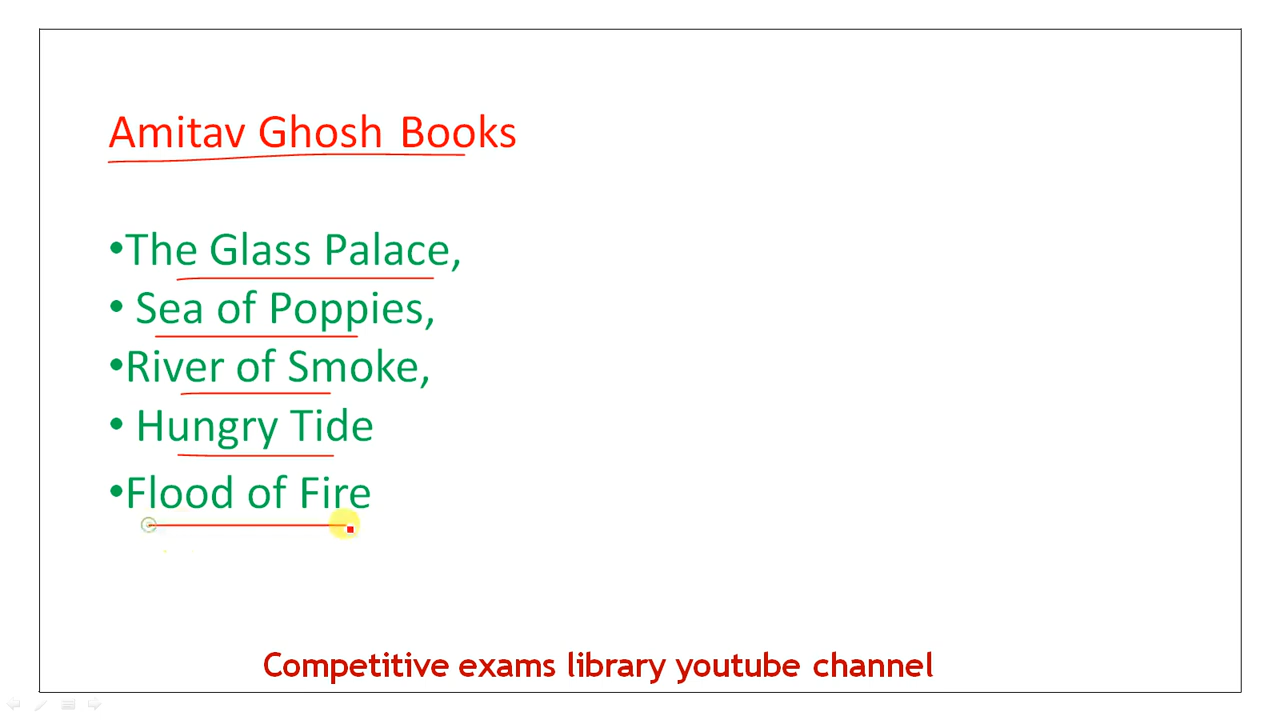 Amitav Ghosh Books
•The Glass Palace,
• Sea of Poppies,
•River of Smoke,
• Hungry Tide
•Flood of Fire
Competitive exams library youtube channel